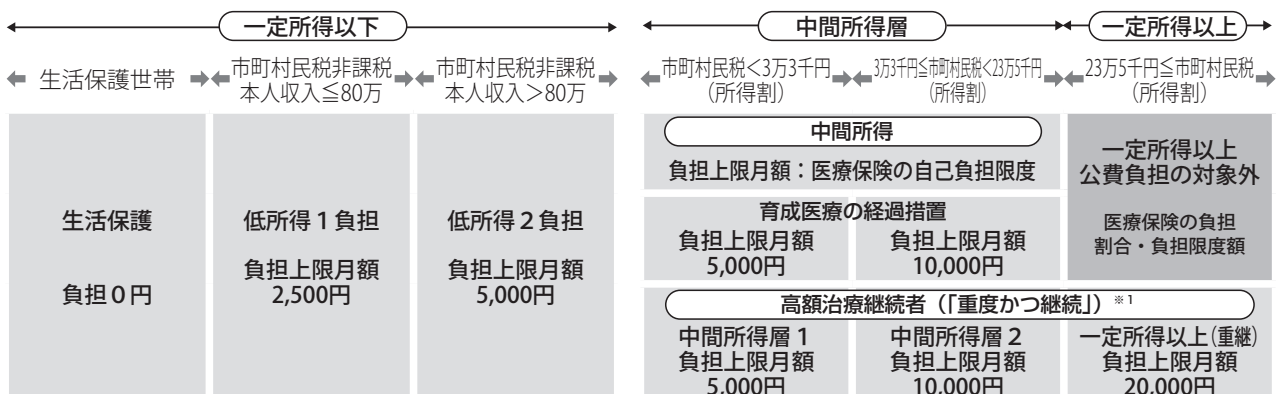 一定所得以下
中間所得層
一定所得以上
生活保護世帯
市町村民税非課税
本人収入≦80万
市町村民税非課税
本人収入＞80万
市町村民税＜3万3千円
（所得割）
3万3千円≦市町村民税＜23万5千円
（所得割）
23万5千円≦市町村民税
（所得割）
生活保護
負担０円
低所得１負担
負担上限月額
2,500円
低所得２負担
負担上限月額
5,000円
中間所得
負担上限月額：医療保険の自己負担限度
育成医療の経過措置
負担上限月額
5,000円
負担上限月額
10,000円
一定所得以上
公費負担の対象外
医療保険の負担
割合・負担限度額
高額治療継続者（「重度かつ継続」）※1
中間所得層１
負担上限月額
5,000円
中間所得層２
負担上限月額
10,000円
一定所得以上（重継）
負担上限月額
20,000円